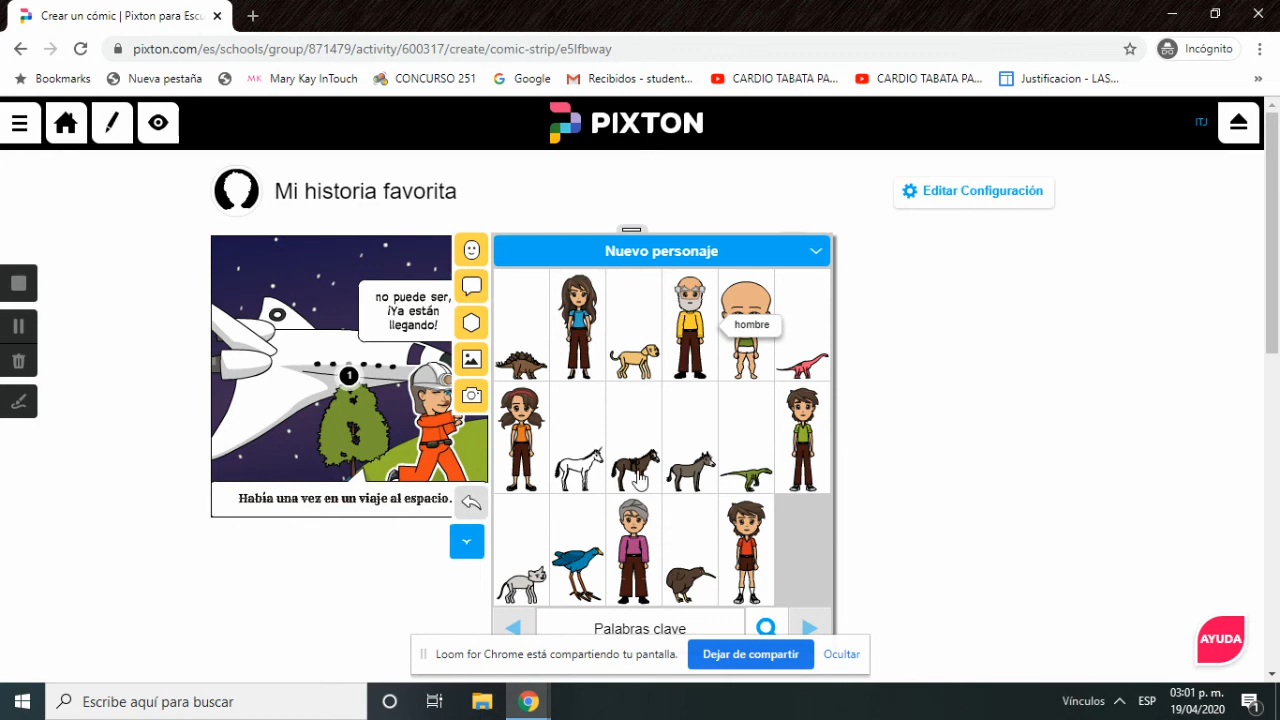 Crear un cómic | Pixton para Escu
pixton.com/es/schools/group/871479/activity/600317/create/comic-strip/e5lfbway
Incógnito
Bookmarks
Nueva pestaña
MK
Mary Kay InTouch
CONCURSO 251
Google
Recibidos - student...
CARDIO TABATA PA...
CARDIO TABATA PA...
Justificacion - LAS...
PIXTON
ITJ
Mi historia favorita
Editar Configuración
Nuevo personaje
no puede ser,
¡Ya están
llegando!
hombre
1
Había una vez en un viaje al espacio.
Palabras clave
AYUDA
Loom for Chrome está compartiendo tu pantalla.
Dejar de compartir
Ocultar
Escribe aquí para buscar
Vínculos
ESP
03:01 p. m.
19/04/2020
1